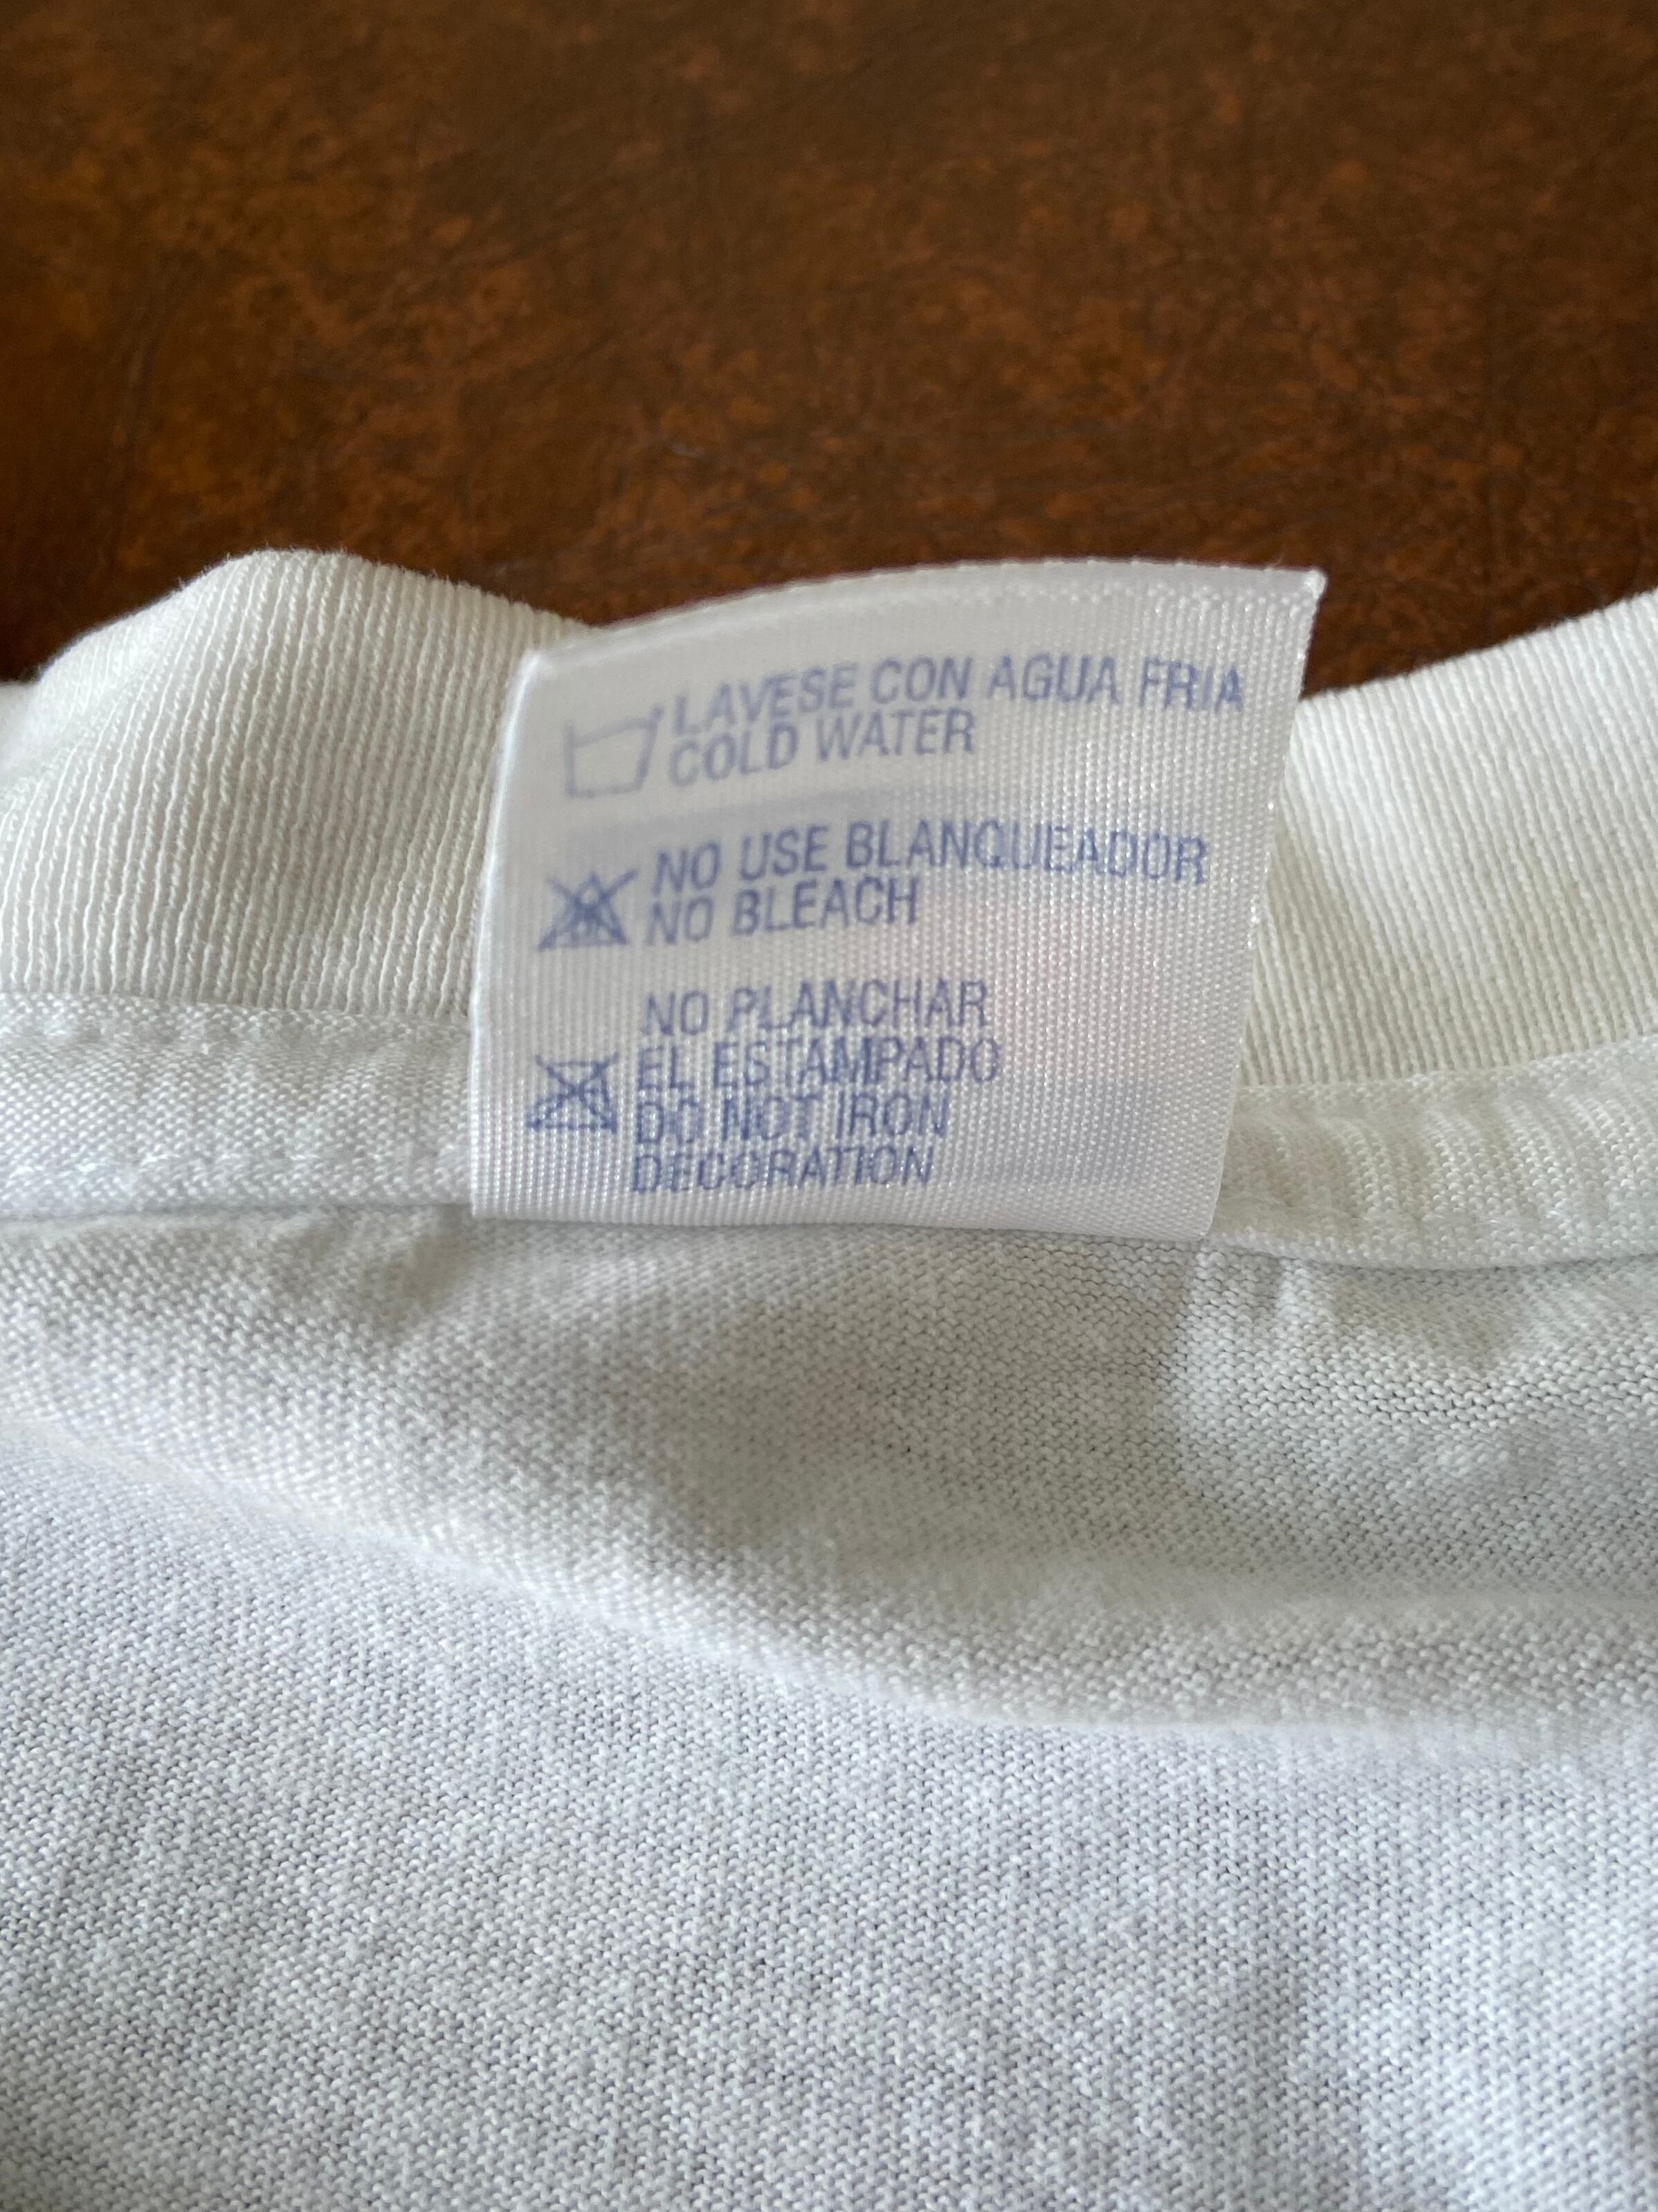 LAVESE CON AGUA FRIA
COLD WATER
NO USE BLANQUEADOR
NO BLEACH
NO PLANCHAR
EL ESTAMPADO
DO NOT IRON
DECORATION